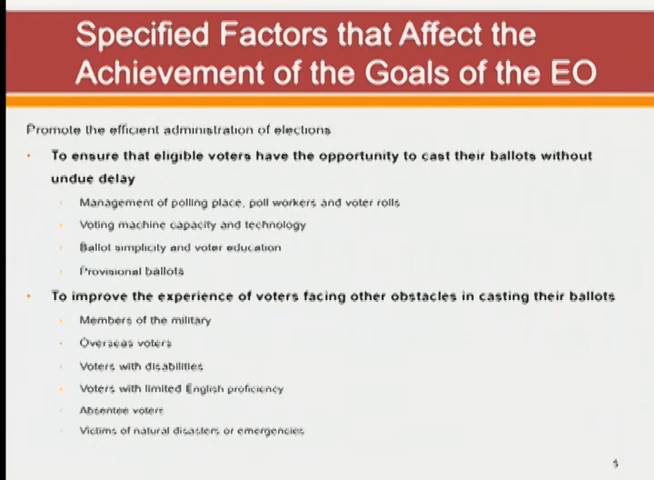 Specified Factors that Affect the
Achievement of the Goals of the EO
Promote the efficient administration of elections
• To ensure that eligible voters have the opportunity to cast their ballots without
undue delay
Management of polling place, poll workers and voter rolls
Voting machine capacity and technology
Ballot simplicity and voter education
Provisional ballots
• To improve the experience of voters facing other obstacles in casting their ballots
Members of the military
Overseas voters
Voters with disabilities
Voters with limited English proficiency
Absentee voters
Victims of natural disasters or emergencies